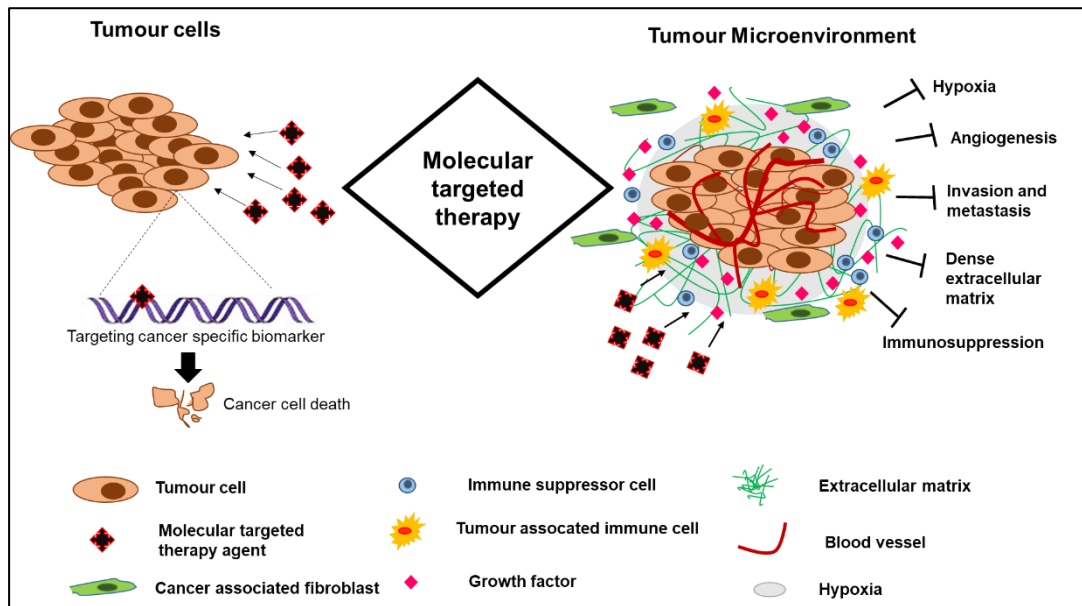 Tumour cells
Tumour Microenvironment
Molecular
targeted
therapy
Hypoxia
Angiogenesis
Invasion and
metastasis
Dense
extracellular
matrix
Immunosuppression
Targeting cancer specific biomarker
Cancer cell death
Tumour cell
Immune suppressor cell
Extracellular matrix
Molecular targeted
therapy agent
Tumour assocated immune cell
Blood vessel
Cancer associated fibroblast
Growth factor
Hypoxia